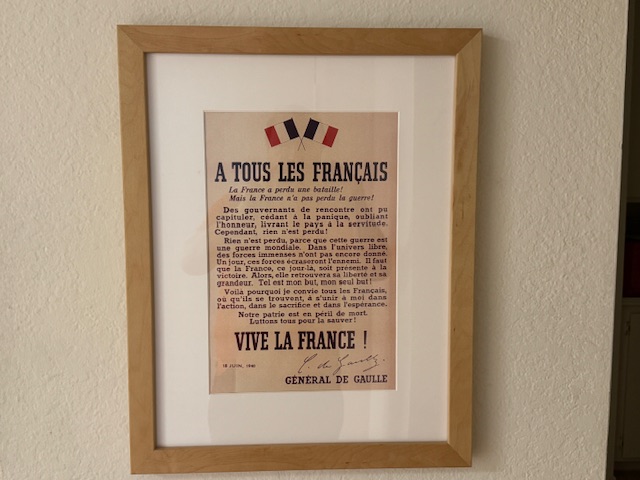 A TOUS LES FRANÇAIS
La France a perdu une bataille!
Mais la France n'a pas perdu la guerre!
Des gouvernants de rencontre ont pu
capituler, cédant à la panique, oubliant
l'honneur, livrant le pays à la servitude.
Cependant, rien n'est perdu!
Rien n'est perdu, parce que cette guerre est
une guerre mondiale. Dans l'univers libre,
des forces immenses n'ont pas encore donné.
Un jour, ces forces écraseront l'ennemi. Il faut
que la France, ce jour-là, soit présente à la
victoire. Alors, elle retrouvera sa liberté et sa
grandeur. Tel est mon but, mon seul but!
Voilà pourquoi je convie tous les Français,
où qu'ils se trouvent, à s'unir à moi dans
l'action, dans le sacrifice et dans l'espérance.
Notre patrie est en péril de mort.
Luttons tous pour la sauver!
VIVE LA FRANCE !
C. de Gaulle
18 JUIN, 1940
GÉNÉRAL DE GAULLE